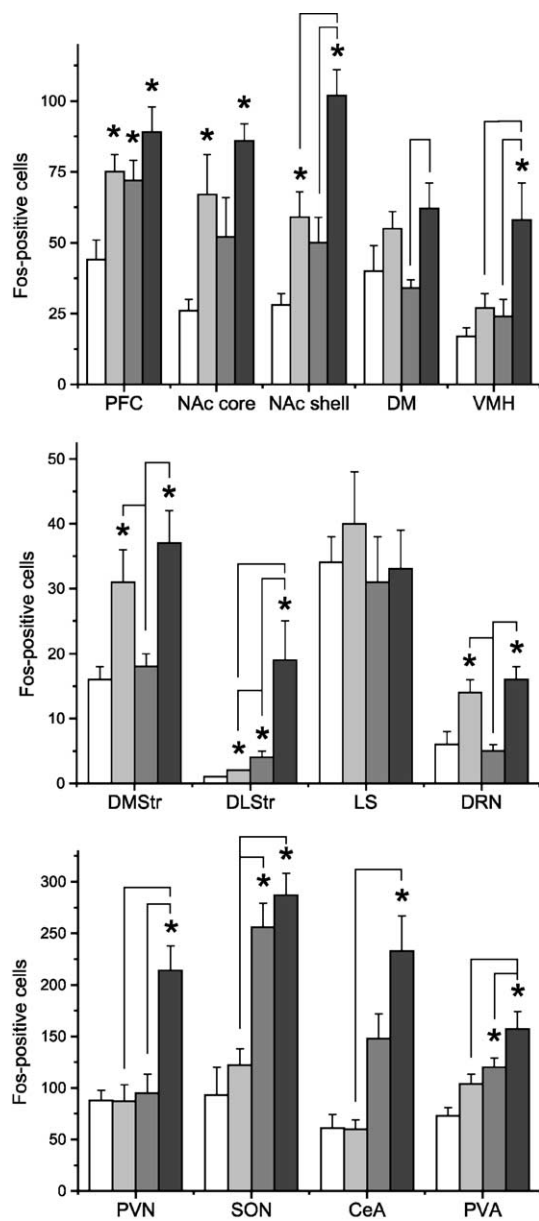 * * * * * * * *
100
75
50
25
0
Fos-positive cells
PFC NAc core NAc shell DM VMH
* * * * * * *
50
40
30
20
10
0
Fos-positive cells
DMStr DLStr LS DRN
* * * * * *
300
250
200
150
100
50
0
Fos-positive cells
PVN SON CeA PVA